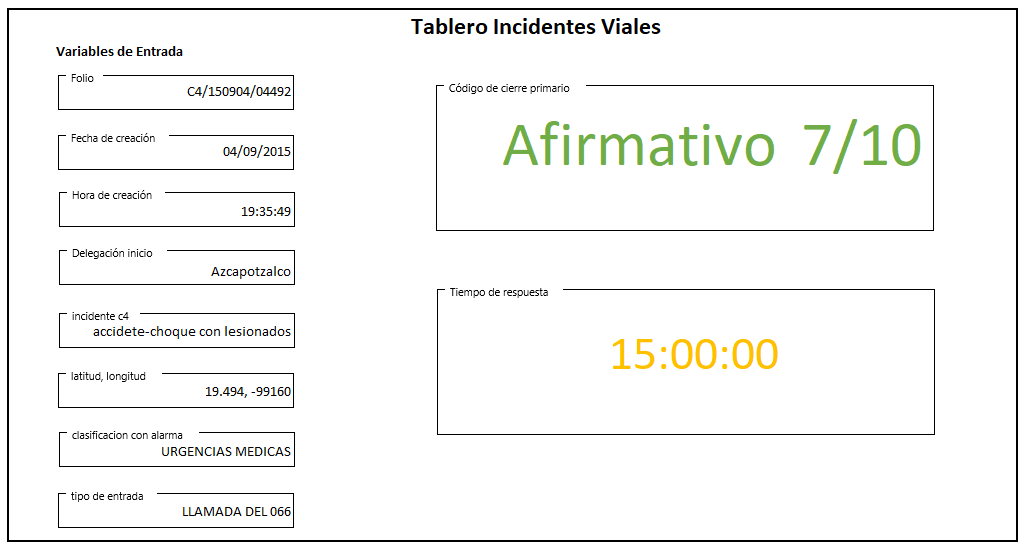 Tablero Incidentes Viales
Variables de Entrada
Folio
C4/150904/04492
Fecha de creación
04/09/2015
Hora de creación
19:35:49
Delegación inicio
Azcapotzalco
incidente c4
accidete-choque con lesionados
latitud, longitud
19.494, -99160
clasificacion con alarma
URGENCIAS MEDICAS
tipo de entrada
LLAMADA DEL 066
Código de cierre primario
Afirmativo 7/10
Tiempo de respuesta
15:00:00